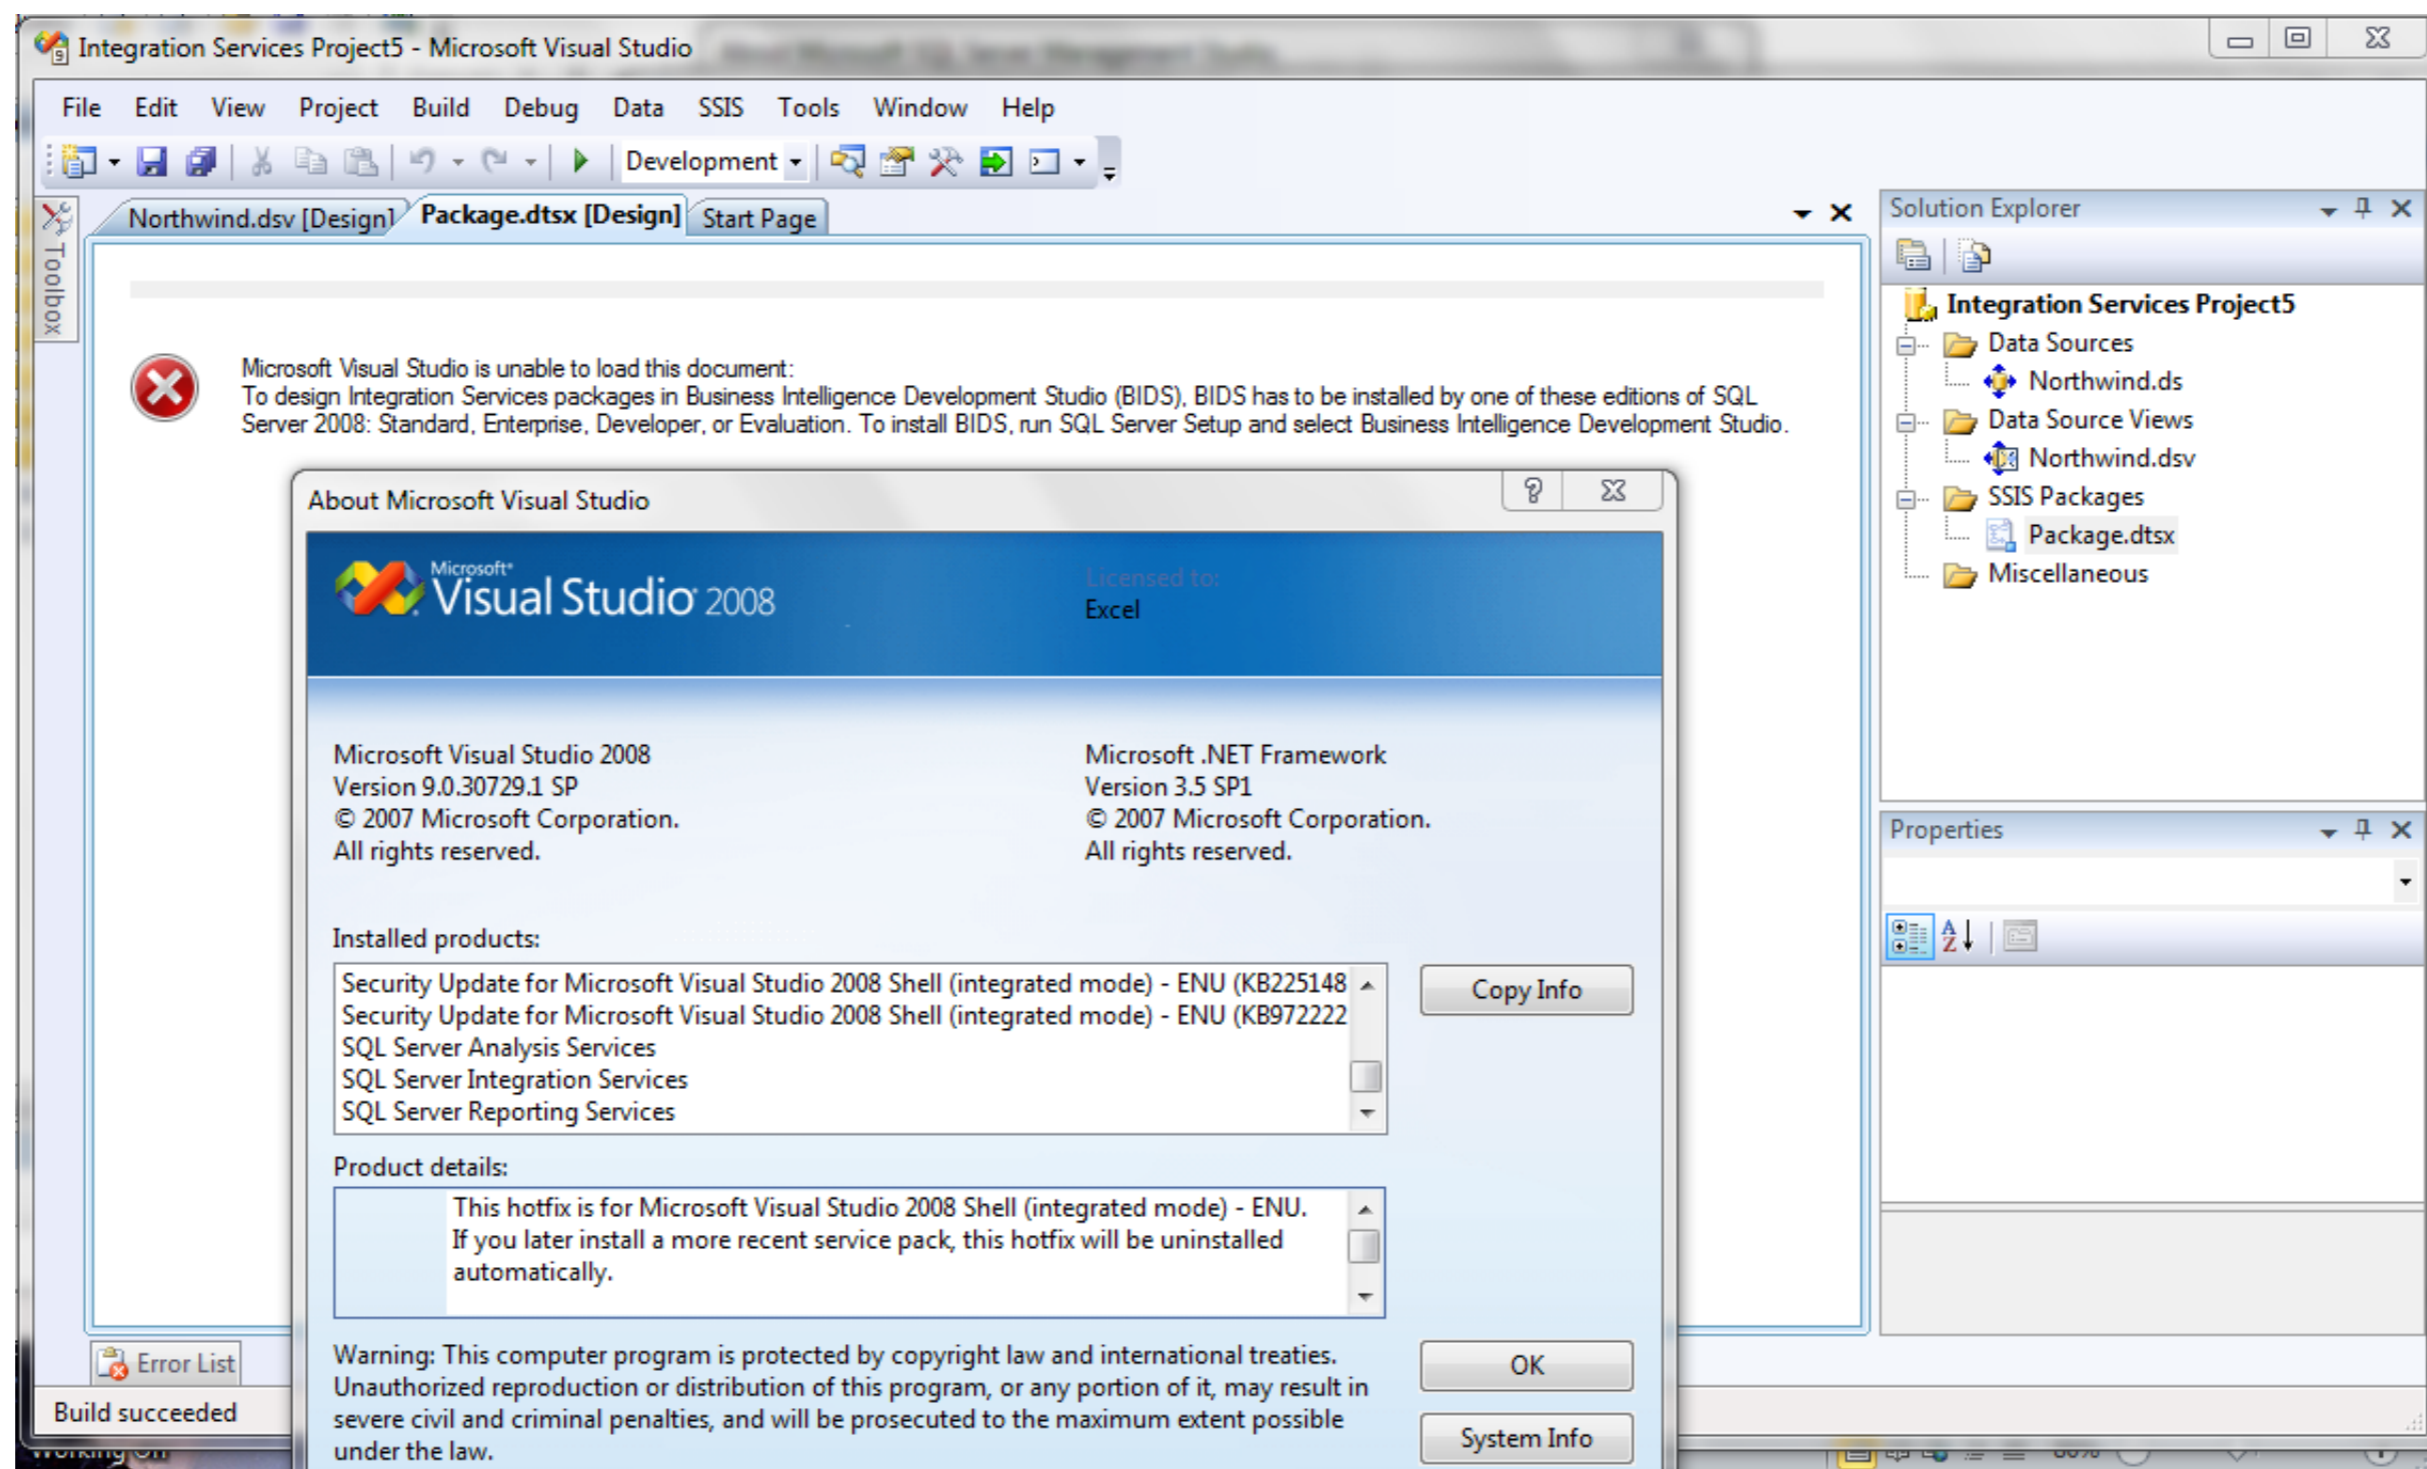 Integration Services Project5 - Microsoft Visual Studio
About Microsoft SQL Server Management Studio
File Edit View Project Build Debug Data SSIS Tools Window Help
Development
Toolbox
Northwind.dsv [Design] Package.dtsx [Design] Start Page
Microsoft Visual Studio is unable to load this document:
To design Integration Services packages in Business Intelligence Development Studio (BIDS), BIDS has to be installed by one of these editions of SQL
Server 2008: Standard, Enterprise, Developer, or Evaluation. To install BIDS, run SQL Server Setup and select Business Intelligence Development Studio.
Solution Explorer
Integration Services Project5
Data Sources
Northwind.ds
Data Source Views
Northwind.dsv
SSIS Packages
Package.dtsx
Miscellaneous
Properties
About Microsoft Visual Studio
Microsoft®
Visual Studio® 2008
Licensed to:
Excel
Microsoft Visual Studio 2008
Version 9.0.30729.1 SP
© 2007 Microsoft Corporation.
All rights reserved.
Microsoft .NET Framework
Version 3.5 SP1
© 2007 Microsoft Corporation.
All rights reserved.
Installed products:
Security Update for Microsoft Visual Studio 2008 Shell (integrated mode) - ENU (KB225148
Security Update for Microsoft Visual Studio 2008 Shell (integrated mode) - ENU (KB972222
SQL Server Analysis Services
SQL Server Integration Services
SQL Server Reporting Services
Copy Info
Product details:
This hotfix is for Microsoft Visual Studio 2008 Shell (integrated mode) - ENU.
If you later install a more recent service pack, this hotfix will be uninstalled
automatically.
Warning: This computer program is protected by copyright law and international treaties.
Unauthorized reproduction or distribution of this program, or any portion of it, may result in
severe civil and criminal penalties, and will be prosecuted to the maximum extent possible
under the law.
OK
System Info
Error List
Build succeeded